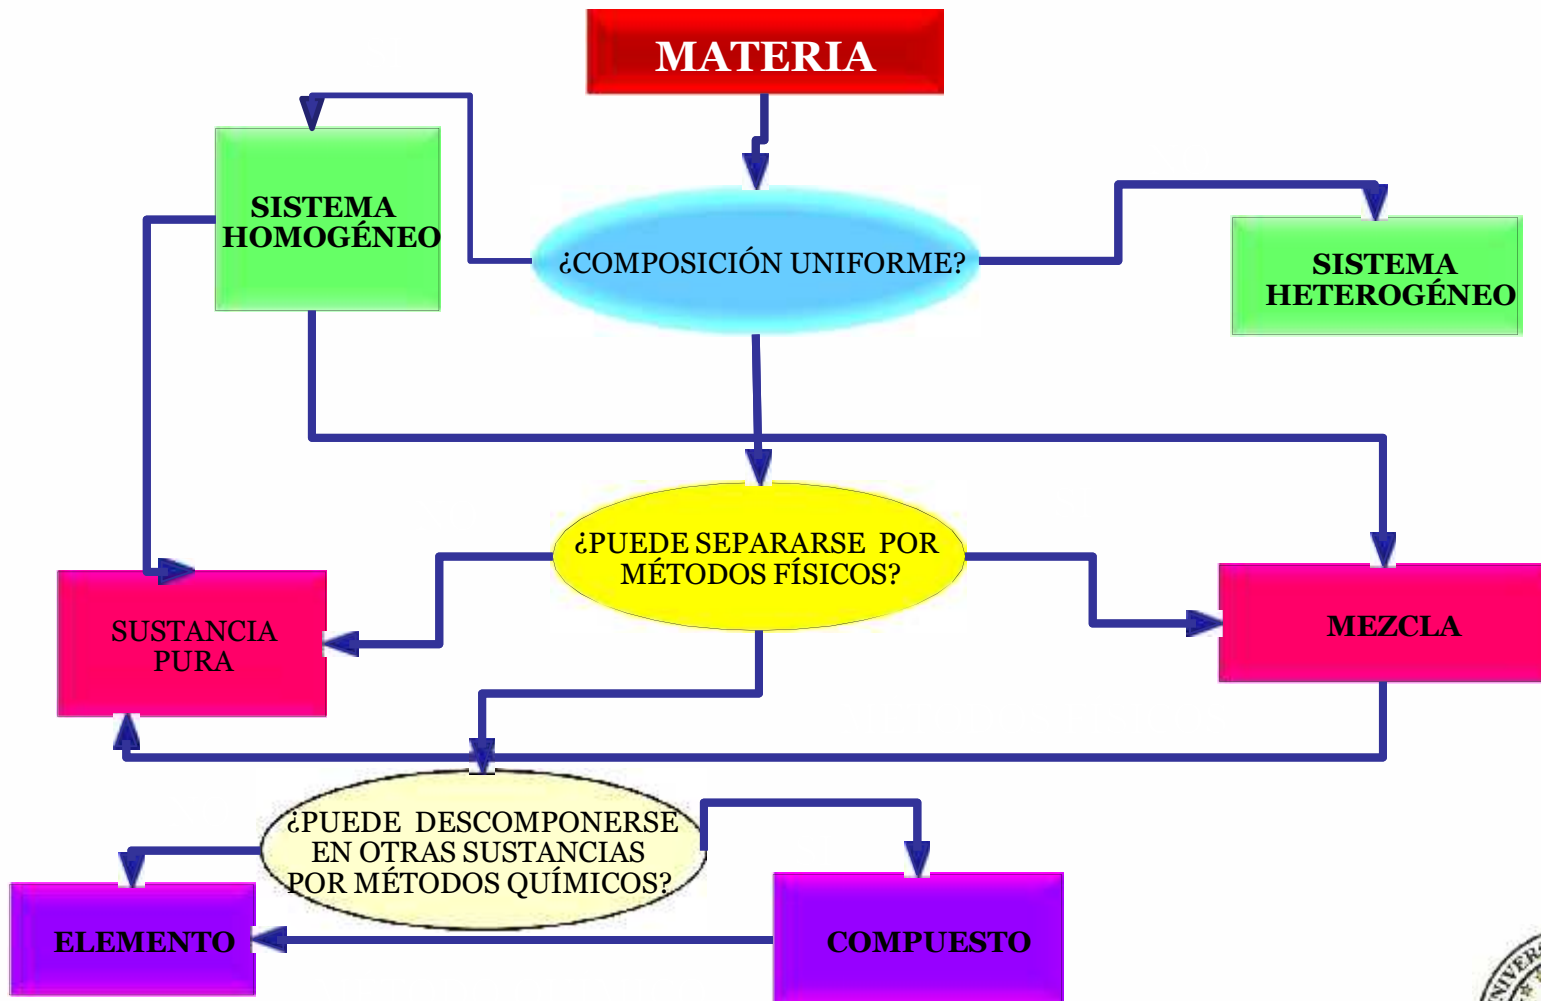 MATERIA
SISTEMA
HOMOGÉNEO
¿COMPOSICIÓN UNIFORME?
SISTEMA
HETEROGÉNEO
¿PUEDE SEPARARSE POR
MÉTODOS FÍSICOS?
SUSTANCIA
PURA
MEZCLA
¿PUEDE DESCOMPONERSE
EN OTRAS SUSTANCIAS
POR MÉTODOS QUÍMICOS?
ELEMENTO
COMPUESTO